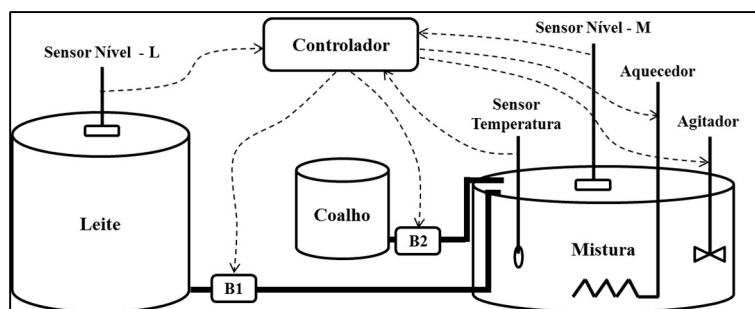 Sensor Nível - L
Controlador
Sensor Nível - M
Aquecedor
Sensor
Temperatura
Agitador
Leite
Coalho
Mistura
B2
B1